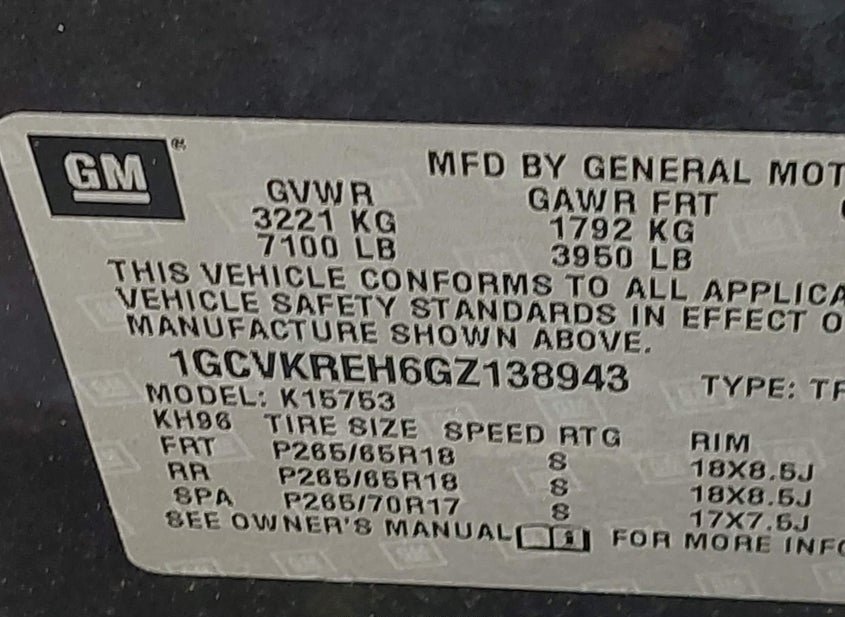 GM®
MFD BY GENERAL MOT
GVWR GAWR FRT
3221 KG 1792 KG
7100 LB 3950 LB
THIS VEHICLE CONFORMS TO ALL APPLICA
VEHICLE SAFETY STANDARDS IN EFFECT O
MANUFACTURE SHOWN ABOVE.
1GCVKREH6GZ138943 TYPE: TR
MODEL: K15753
KH96 TIRE SIZE SPEED RTG RIM
FRT P265/65R18 S 18X8.5J
RR P265/65R18 S 18X8.5J
SPA P265/70R17 S 17X7.5J
SEE OWNER'S MANUAL FOR MORE INFO